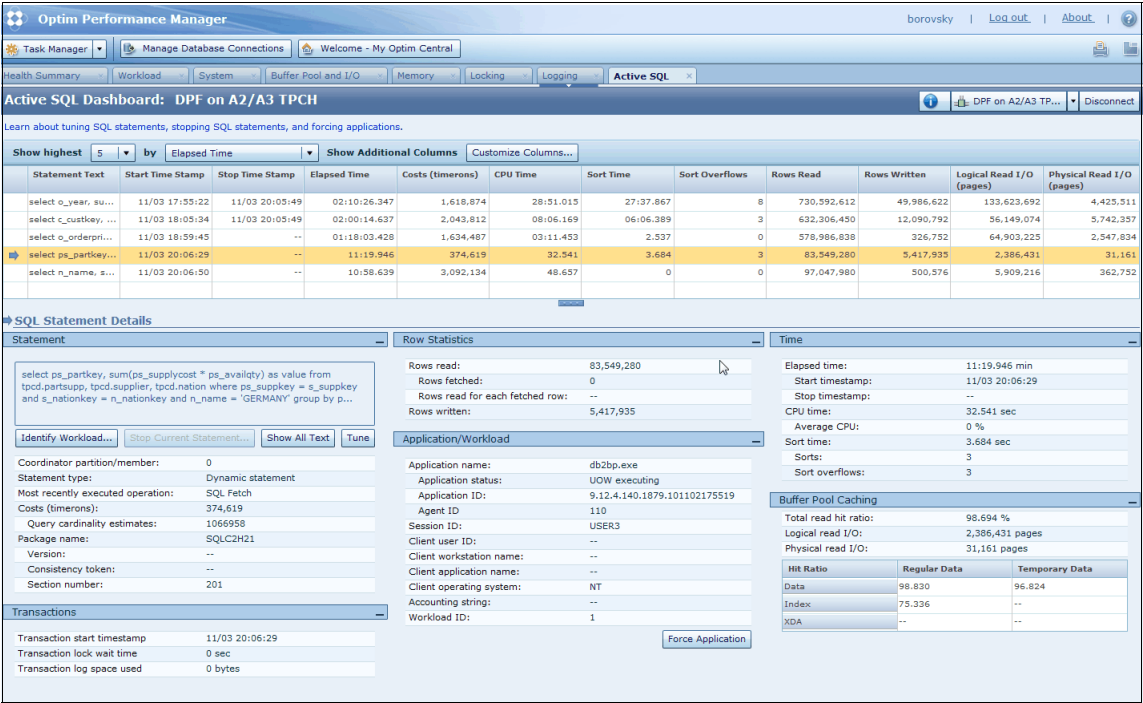 Optim Performance Manager
borovsky | Log out | About | ?
Task Manager Manage Database Connections Welcome - My Optim Central
Health Summary Workload System Buffer Pool and I/O Memory Locking Logging Active SQL ×
Active SQL Dashboard: DPF on A2/A3 TPCH
DPF on A2/A3 TP... Disconnect
Learn about tuning SQL statements, stopping SQL statements, and forcing applications.
Show highest 5 by Elapsed Time Show Additional Columns Customize Columns...
Statement Text Start Time Stamp Stop Time Stamp Elapsed Time Costs (timerons) CPU Time Sort Time Sort Overflows Rows Read Rows Written Logical Read I/O (pages) Physical Read I/O (pages)
select o_year, su... 11/03 17:55:22 11/03 20:05:49 02:10:26.347 1,618,874 28:51.015 27:37.867 8 730,592,612 49,986,622 133,623,692 4,425,511
select c_custkey, ... 11/03 18:05:34 11/03 20:05:49 02:00:14.637 2,043,812 08:06.169 06:06.389 3 632,306,450 12,090,792 56,149,074 5,742,357
select o_orderpri... 11/03 18:59:45 -- 01:18:03.428 1,634,487 03:11.453 2.537 0 578,986,838 326,752 64,903,225 2,547,834
select ps_partkey... 11/03 20:06:29 -- 11:19.946 374,619 32.541 3.684 3 83,549,280 5,417,935 2,386,431 31,161
select n_name, s... 11/03 20:06:50 -- 10:58.639 3,092,134 48.657 0 0 97,047,980 500,576 5,909,216 362,752
SQL Statement Details
Statement
select ps_partkey, sum(ps_supplycost * ps_availqty) as value from
tpcd.partsupp, tpcd.supplier, tpcd.nation where ps_suppkey = s_suppkey
and s_nationkey = n_nationkey and n_name = 'GERMANY' group by p...
Identify Workload... Stop Current Statement... Show All Text Tune
Coordinator partition/member: 0
Statement type: Dynamic statement
Most recently executed operation: SQL Fetch
Costs (timerons): 374,619
Query cardinality estimates: 1066958
Package name: SQLC2H21
Version: --
Consistency token: --
Section number: 201
Transactions
Transaction start timestamp 11/03 20:06:29
Transaction lock wait time 0 sec
Transaction log space used 0 bytes
Row Statistics
Rows read: 83,549,280
Rows fetched: 0
Rows read for each fetched row: --
Rows written: 5,417,935
Application/Workload
Application name: db2bp.exe
Application status: UOW executing
Application ID: 9.12.4.140.1879.101102175519
Agent ID 110
Session ID: USER3
Client user ID: --
Client workstation name: --
Client application name: --
Client operating system: NT
Accounting string: --
Workload ID: 1
Force Application
Time
Elapsed time: 11:19.946 min
Start timestamp: 11/03 20:06:29
Stop timestamp: --
CPU time: 32.541 sec
Average CPU: 0 %
Sort time: 3.684 sec
Sorts: 3
Sort overflows: 3
Buffer Pool Caching
Total read hit ratio: 98.694 %
Logical read I/O: 2,386,431 pages
Physical read I/O: 31,161 pages
Hit Ratio Regular Data Temporary Data
Data 98.830 96.824
Index 75.336 --
XDA -- --